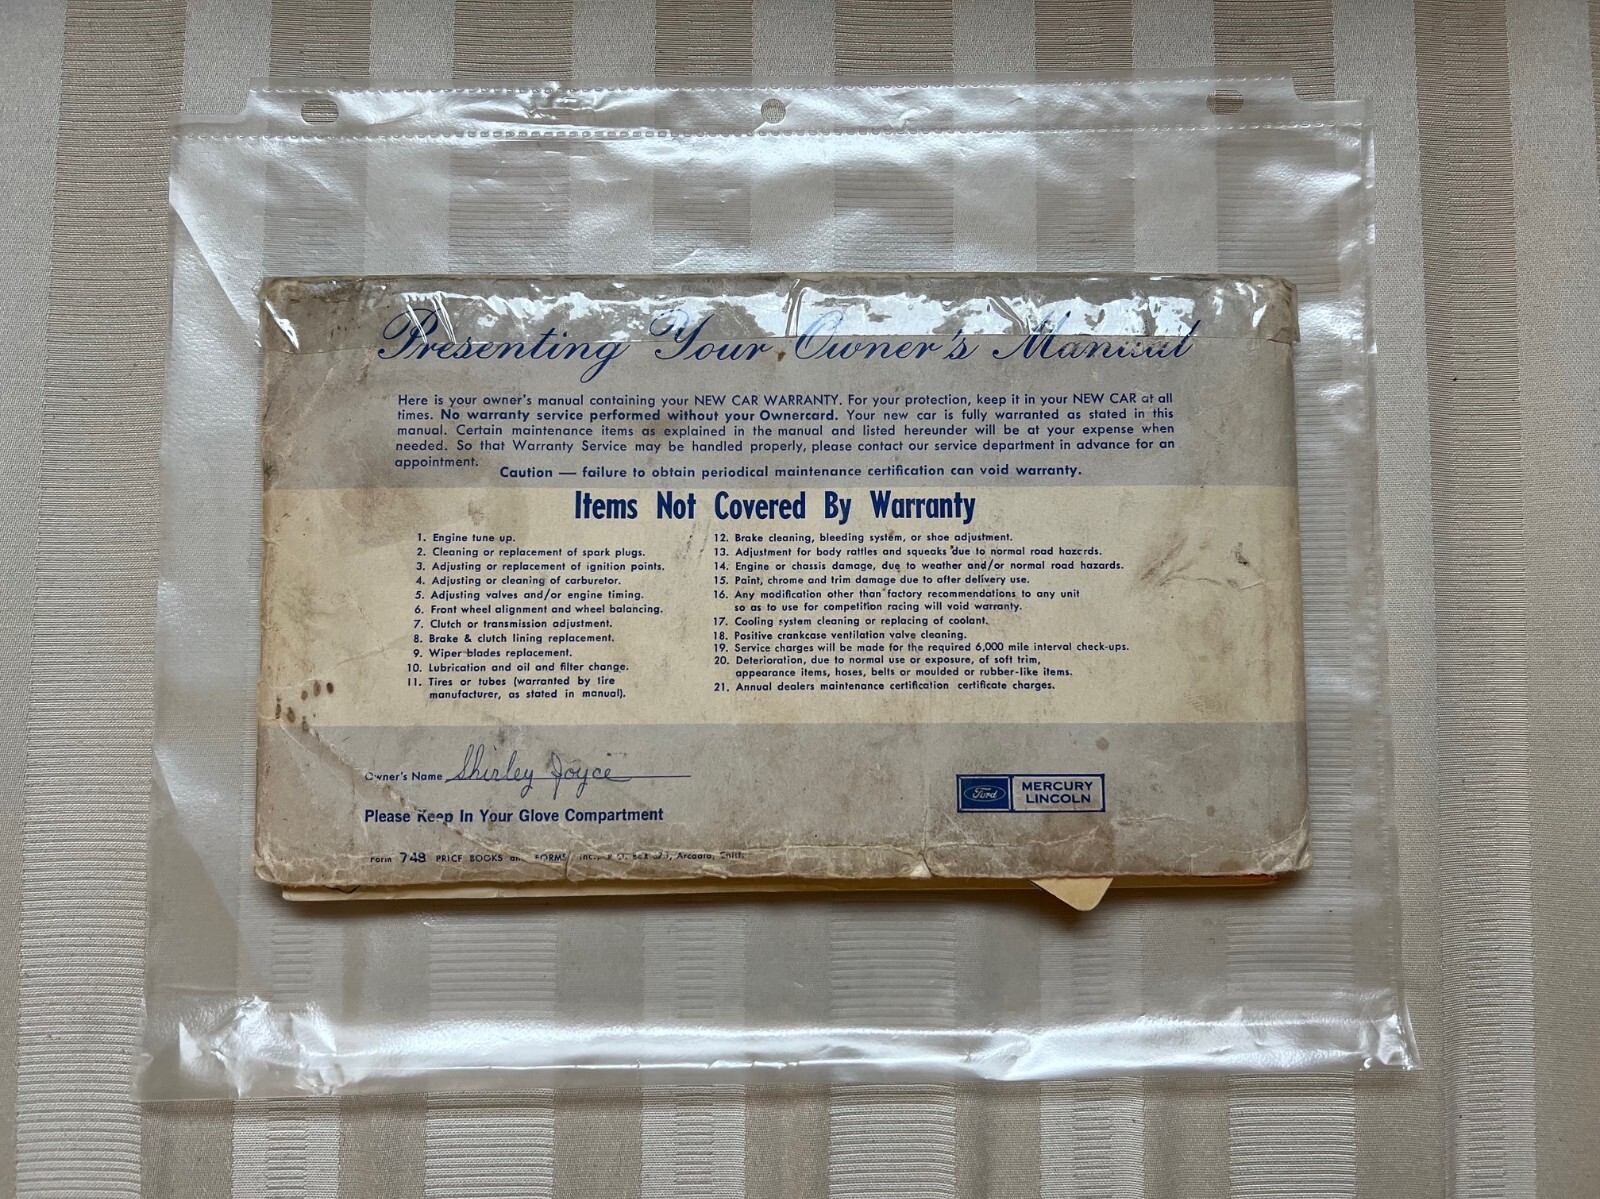 Presenting Your Owner's Manual
Here is your owner's manual containing your NEW CAR WARRANTY. For your protection, keep it in your NEW CAR at all
times. No warranty service performed without your Ownercard. Your new car is fully warranted as stated in this
manual. Certain maintenance items as explained in the manual and listed hereunder will be at your expense when
needed. So that Warranty Service may be handled properly, please contact our service department in advance for an
appointment.
Caution — failure to obtain periodical maintenance certification can void warranty.
Items Not Covered By Warranty
1. Engine tune up.
2. Cleaning or replacement of spark plugs.
3. Adjusting or replacement of ignition points.
4. Adjusting or cleaning of carburetor.
5. Adjusting valves and/or engine timing.
6. Front wheel alignment and wheel balancing.
7. Clutch or transmission adjustment.
8. Brake & clutch lining replacement.
9. Wiper blades replacement.
10. Lubrication and oil and filter change.
11. Tires or tubes (warranted by tire
manufacturer, as stated in manual).
12. Brake cleaning, bleeding system, or shoe adjustment.
13. Adjustment for body rattles and squeaks due to normal road hazards.
14. Engine or chassis damage, due to weather and/or normal road hazards.
15. Paint, chrome and trim damage due to after delivery use.
16. Any modification other than factory recommendations to any unit
so as to use for competition racing will void warranty.
17. Cooling system cleaning or replacing of coolant.
18. Positive crankcase ventilation valve cleaning.
19. Service charges will be made for the required 6,000 mile interval check-ups.
20. Deterioration, due to normal use or exposure, of soft trim,
appearance items, hoses, belts or moulded or rubber-like items.
21. Annual dealers maintenance certification certificate charges.
Owner's Name Shirley Joyce
Please Keep In Your Glove Compartment
Ford
MERCURY
LINCOLN
Form 748 PRICE BOOKS FORMS Inc., Box Arcadia, Calif.